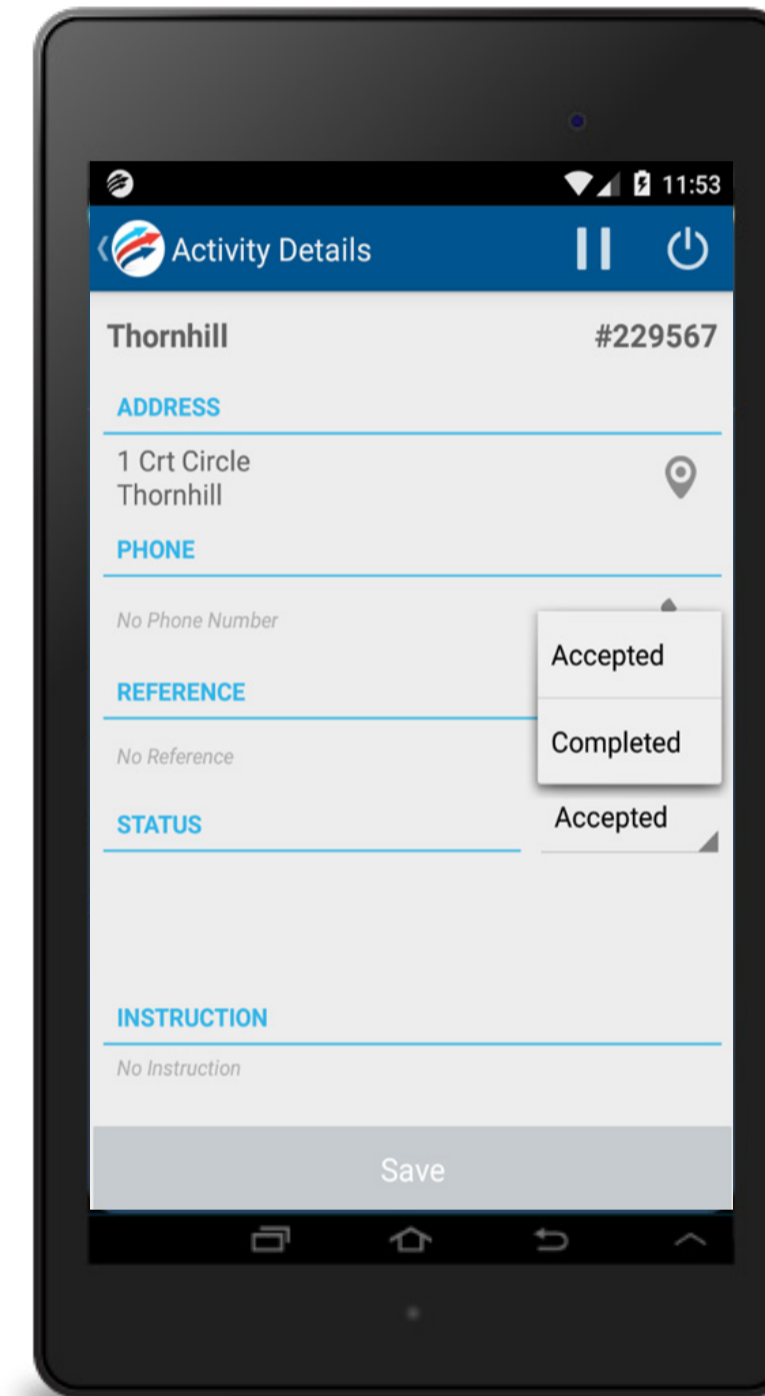 11:53
Activity Details
Thornhill #229567
ADDRESS
1 Crt Circle
Thornhill
PHONE
No Phone Number
Accepted
REFERENCE
Completed
No Reference
STATUS Accepted
INSTRUCTION
No Instruction
Save